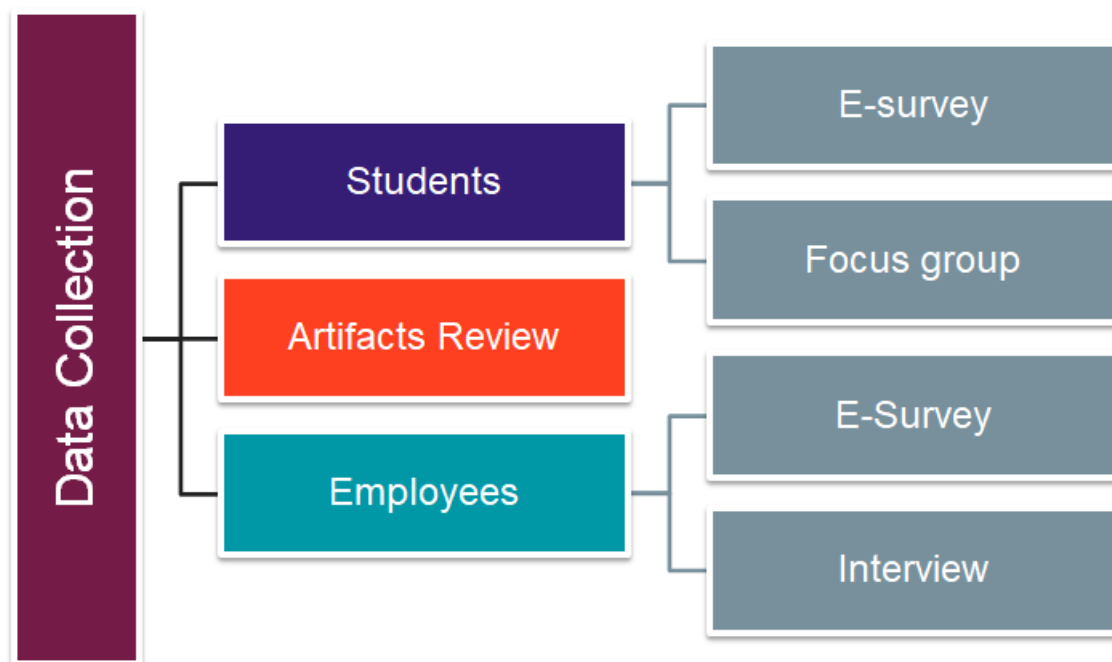 Data Collection
Students
E-survey
Focus group
Artifacts Review
Employees
E-Survey
Interview